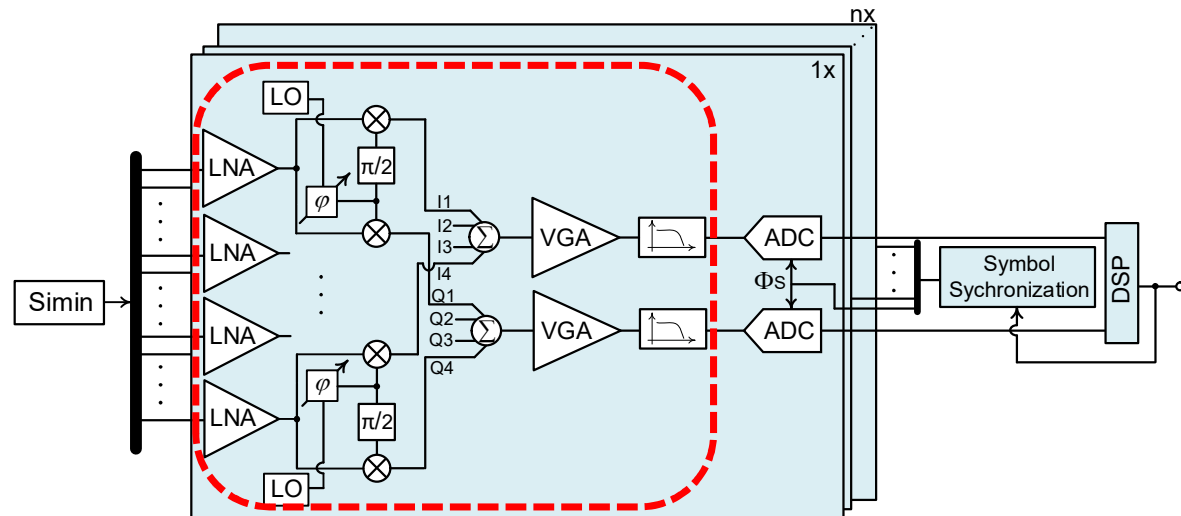 nx
1x
LO
LNA
π/2
φ
I1
I2
I3
I4
Σ
VGA
ADC
LNA
Simin
ΦS
Symbol
Sychronization
DSP
Q1
Q2
Q3
Q4
Σ
VGA
ADC
LNA
φ
LNA
π/2
LO